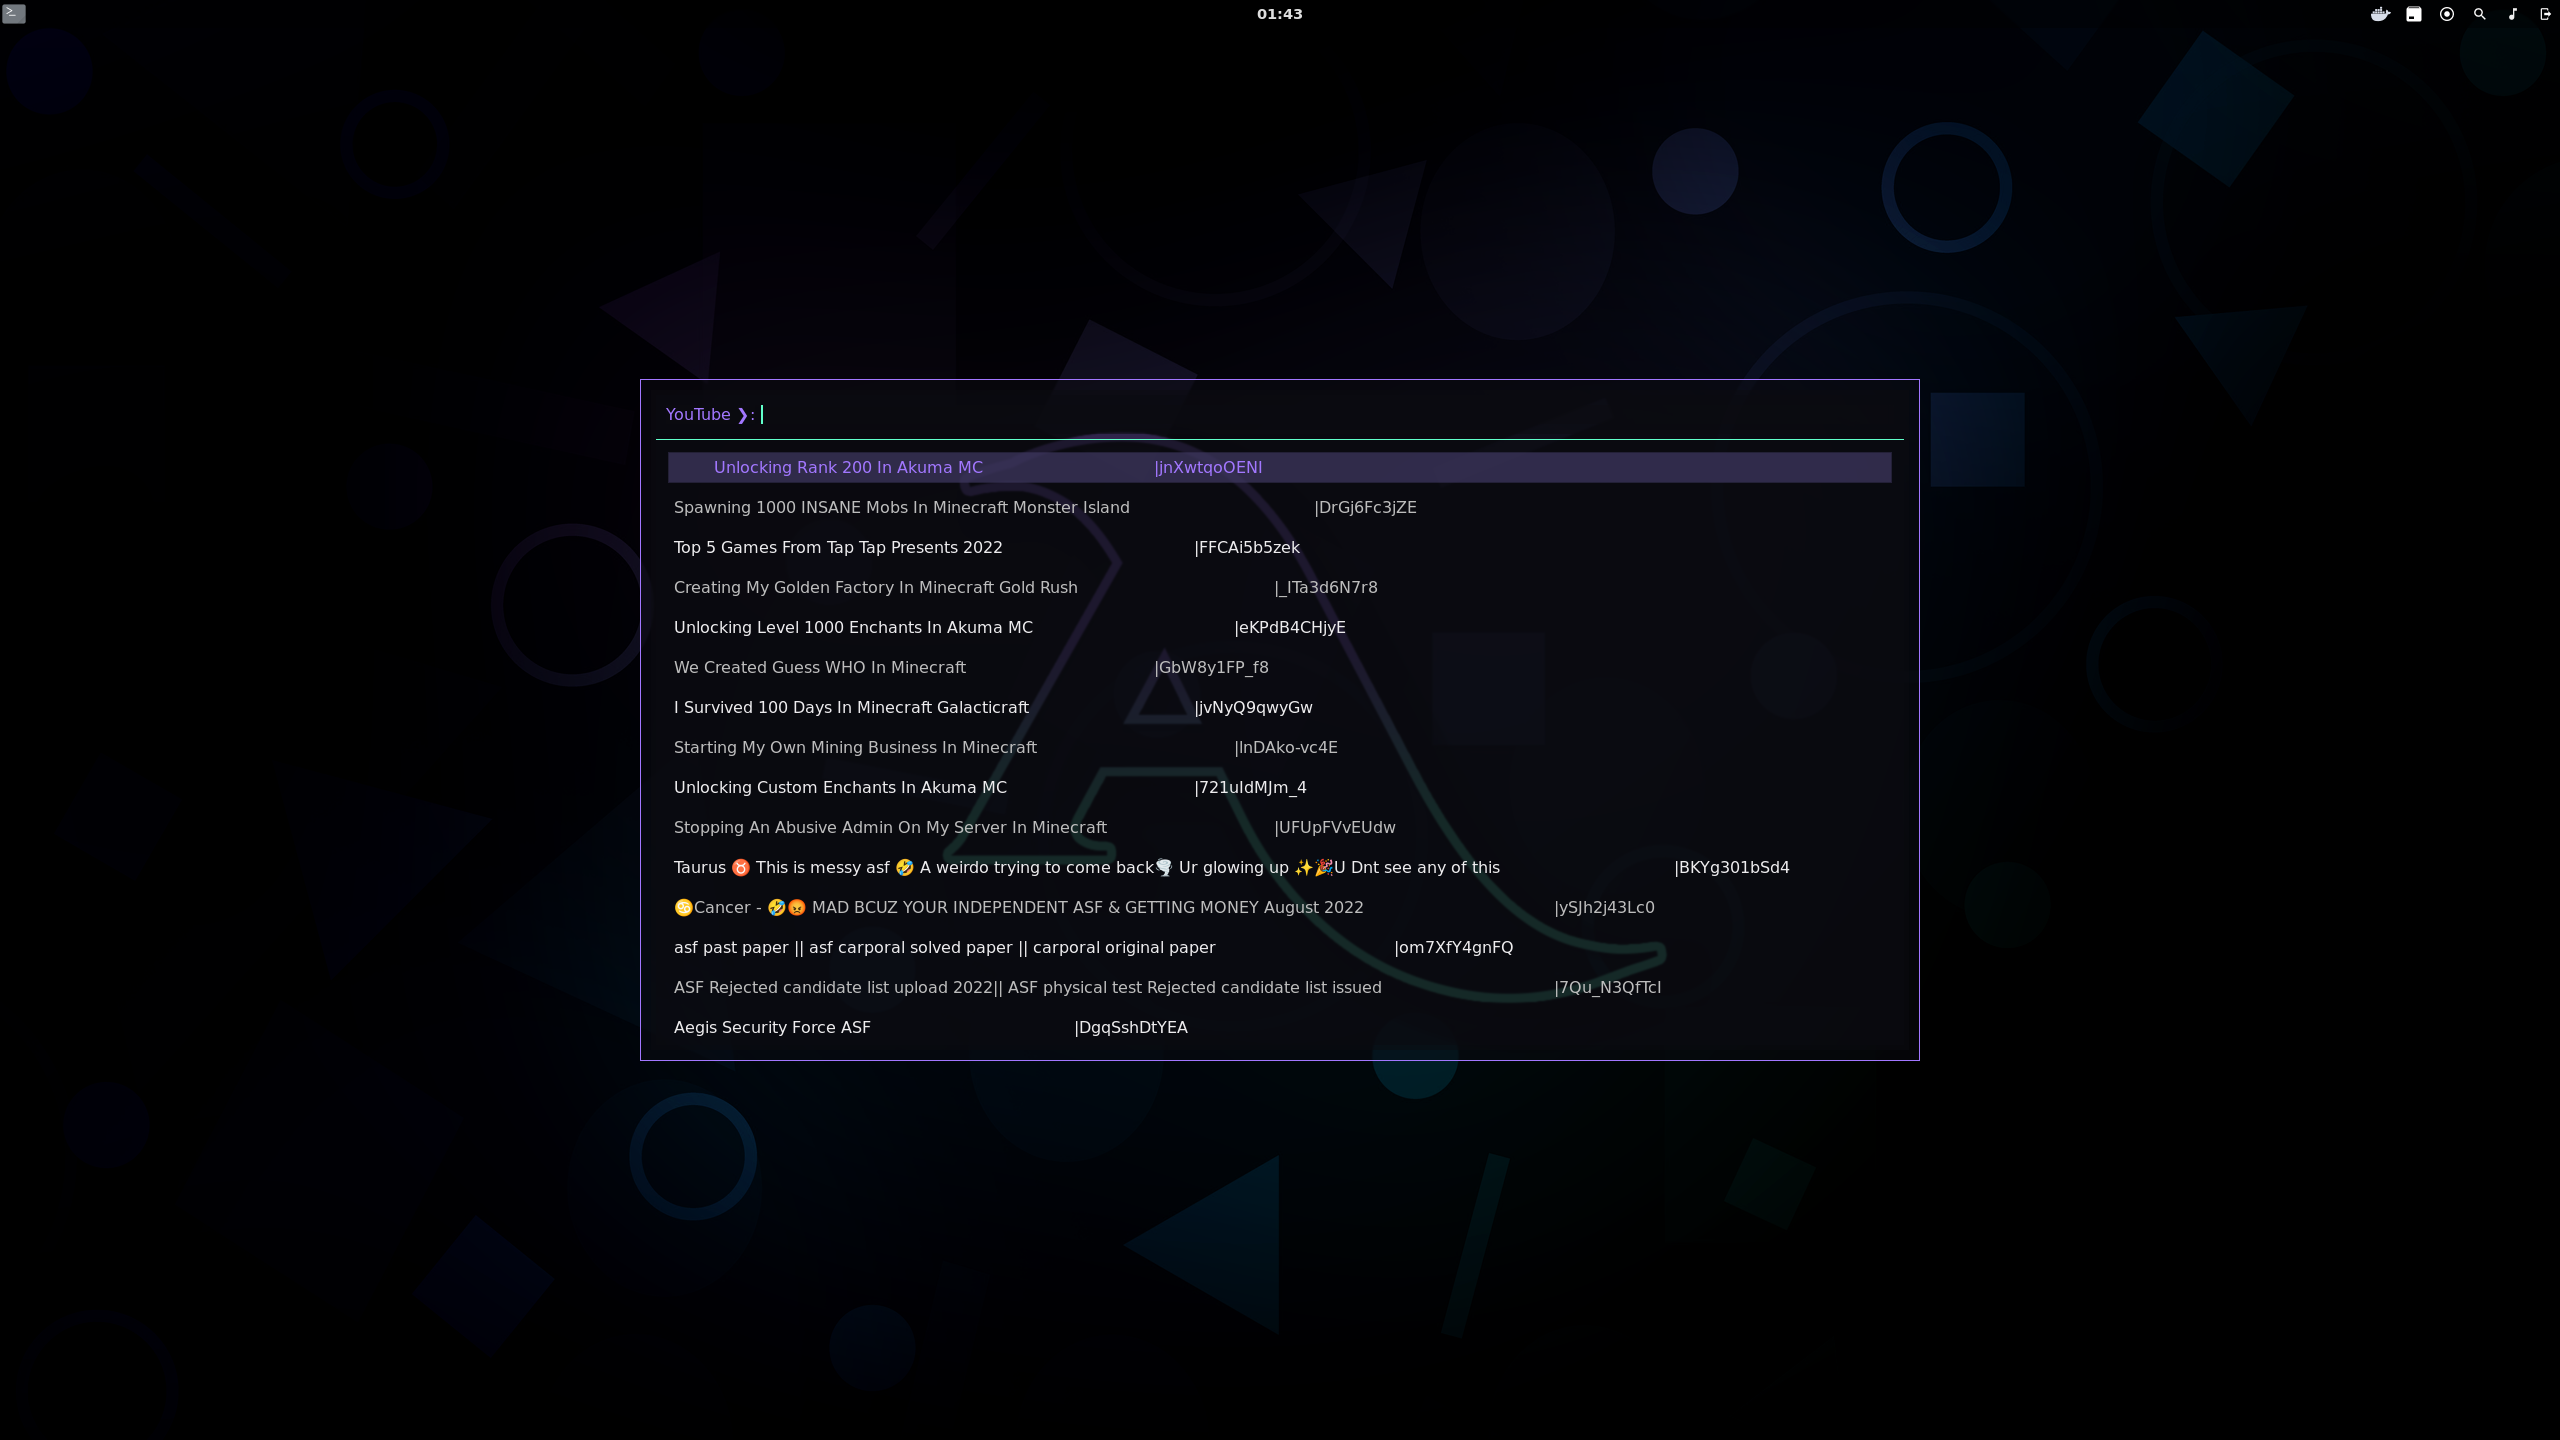 01:43
YouTube ❯:
Unlocking Rank 200 In Akuma MC |jnXwtqoOENI
Spawning 1000 INSANE Mobs In Minecraft Monster Island |DrGj6Fc3jZE
Top 5 Games From Tap Tap Presents 2022 |FFCAi5b5zek
Creating My Golden Factory In Minecraft Gold Rush |_ITa3d6N7r8
Unlocking Level 1000 Enchants In Akuma MC |eKPdB4CHjyE
We Created Guess WHO In Minecraft |GbW8y1FP_f8
I Survived 100 Days In Minecraft Galacticraft |jvNyQ9qwyGw
Starting My Own Mining Business In Minecraft |lnDAko-vc4E
Unlocking Custom Enchants In Akuma MC |721uIdMJm_4
Stopping An Abusive Admin On My Server In Minecraft |UFUpFVvEUdw
Taurus ♉ This is messy asf 🤣 A weirdo trying to come back🌪 Ur glowing up ✨🎉U Dnt see any of this |BKYg301bSd4
♋Cancer - 🤣😡 MAD BCUZ YOUR INDEPENDENT ASF & GETTING MONEY August 2022 |ySJh2j43Lc0
asf past paper || asf carporal solved paper || carporal original paper |om7XfY4gnFQ
ASF Rejected candidate list upload 2022|| ASF physical test Rejected candidate list issued |7Qu_N3QfTcI
Aegis Security Force ASF |DgqSshDtYEA